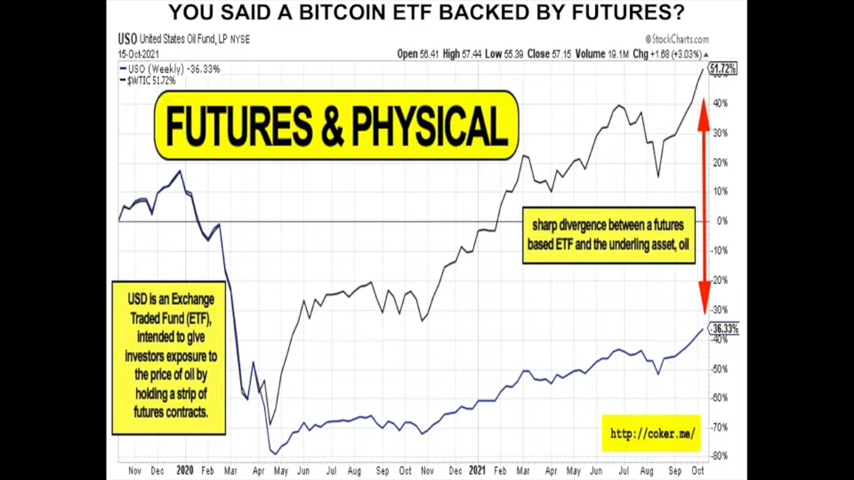 YOU SAID A BITCOIN ETF BACKED BY FUTURES?
USO United States Oil Fund, LP NYSE
© StockCharts.com
15-Oct-2021
Open 56.41 High 57.44 Low 55.39 Close 57.15 Volume 19.1M Chg +1.68 (+3.03%) ▲
USO (Weekly) -36.33%
$WTIC 51.72%
FUTURES & PHYSICAL
51.72%
40%
30%
20%
10%
0%
-10%
-20%
-30%
-36.33%
-40%
-50%
-60%
-70%
-80%
sharp divergence between a futures
based ETF and the underling asset, oil
USD is an Exchange
Traded Fund (ETF),
intended to give
investors exposure to
the price of oil by
holding a strip of
futures contracts.
http://coker.me/
Nov Dec 2020 Feb Mar Apr May Jun Jul Aug Sep Oct Nov Dec 2021 Feb Mar Apr May Jun Jul Aug Sep Oct